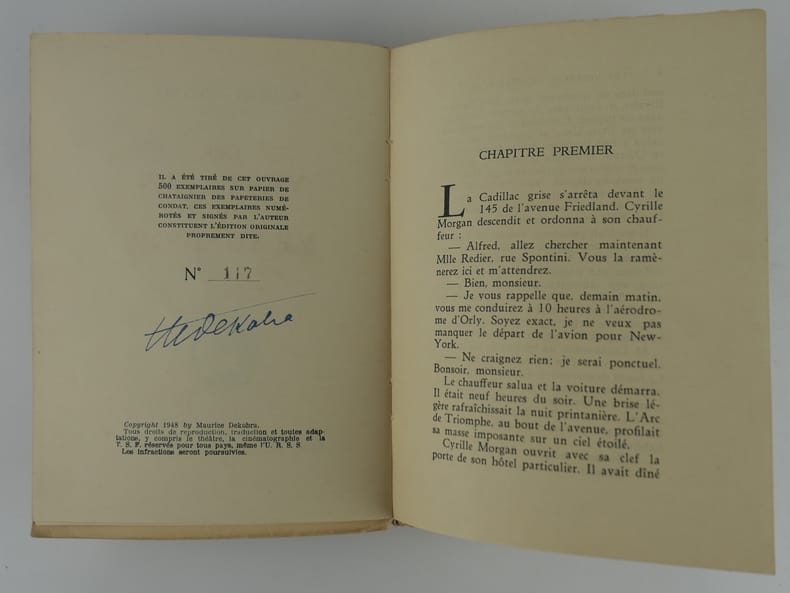 IL A ÉTÉ TIRÉ DE CET OUVRAGE
500 EXEMPLAIRES SUR PAPIER DE
CHATAIGNIER DES PAPETERIES DE
CONDAT, CES EXEMPLAIRES NUMÉ-
ROTÉS ET SIGNÉS PAR L'AUTEUR
CONSTITUENT L'ÉDITION ORIGINALE
PROPREMENT DITE.
N° 117
MDekobra
Copyright 1948 by Maurice Dekobra.
Tous droits de reproduction, traduction et toutes adap-
tations, y compris le théâtre, la cinématographie et la
T. S. F. réservés pour tous pays, même l'U. R. S. S.
Les infractions seront poursuivies.
CHAPITRE PREMIER
La Cadillac grise s'arrêta devant le
145 de l'avenue Friedland. Cyrille
Morgan descendit et ordonna à son chauf-
feur :
— Alfred, allez chercher maintenant
Mlle Redier, rue Spontini. Vous la ramè-
nerez ici et m'attendrez.
— Bien, monsieur.
— Je vous rappelle que, demain matin,
vous me conduirez à 10 heures à l'aérodro-
me d'Orly. Soyez exact, je ne veux pas
manquer le départ de l'avion pour New-
York.
— Ne craignez rien; je serai ponctuel.
Bonsoir, monsieur.
Le chauffeur salua et la voiture démarra.
Il était neuf heures du soir. Une brise lé-
gère rafraîchissait la nuit printanière. L'Arc
de Triomphe, au bout de l'avenue, profilait
sa masse imposante sur un ciel étoilé.
Cyrille Morgan ouvrit avec sa clef la
porte de son hôtel particulier. Il avait dîné